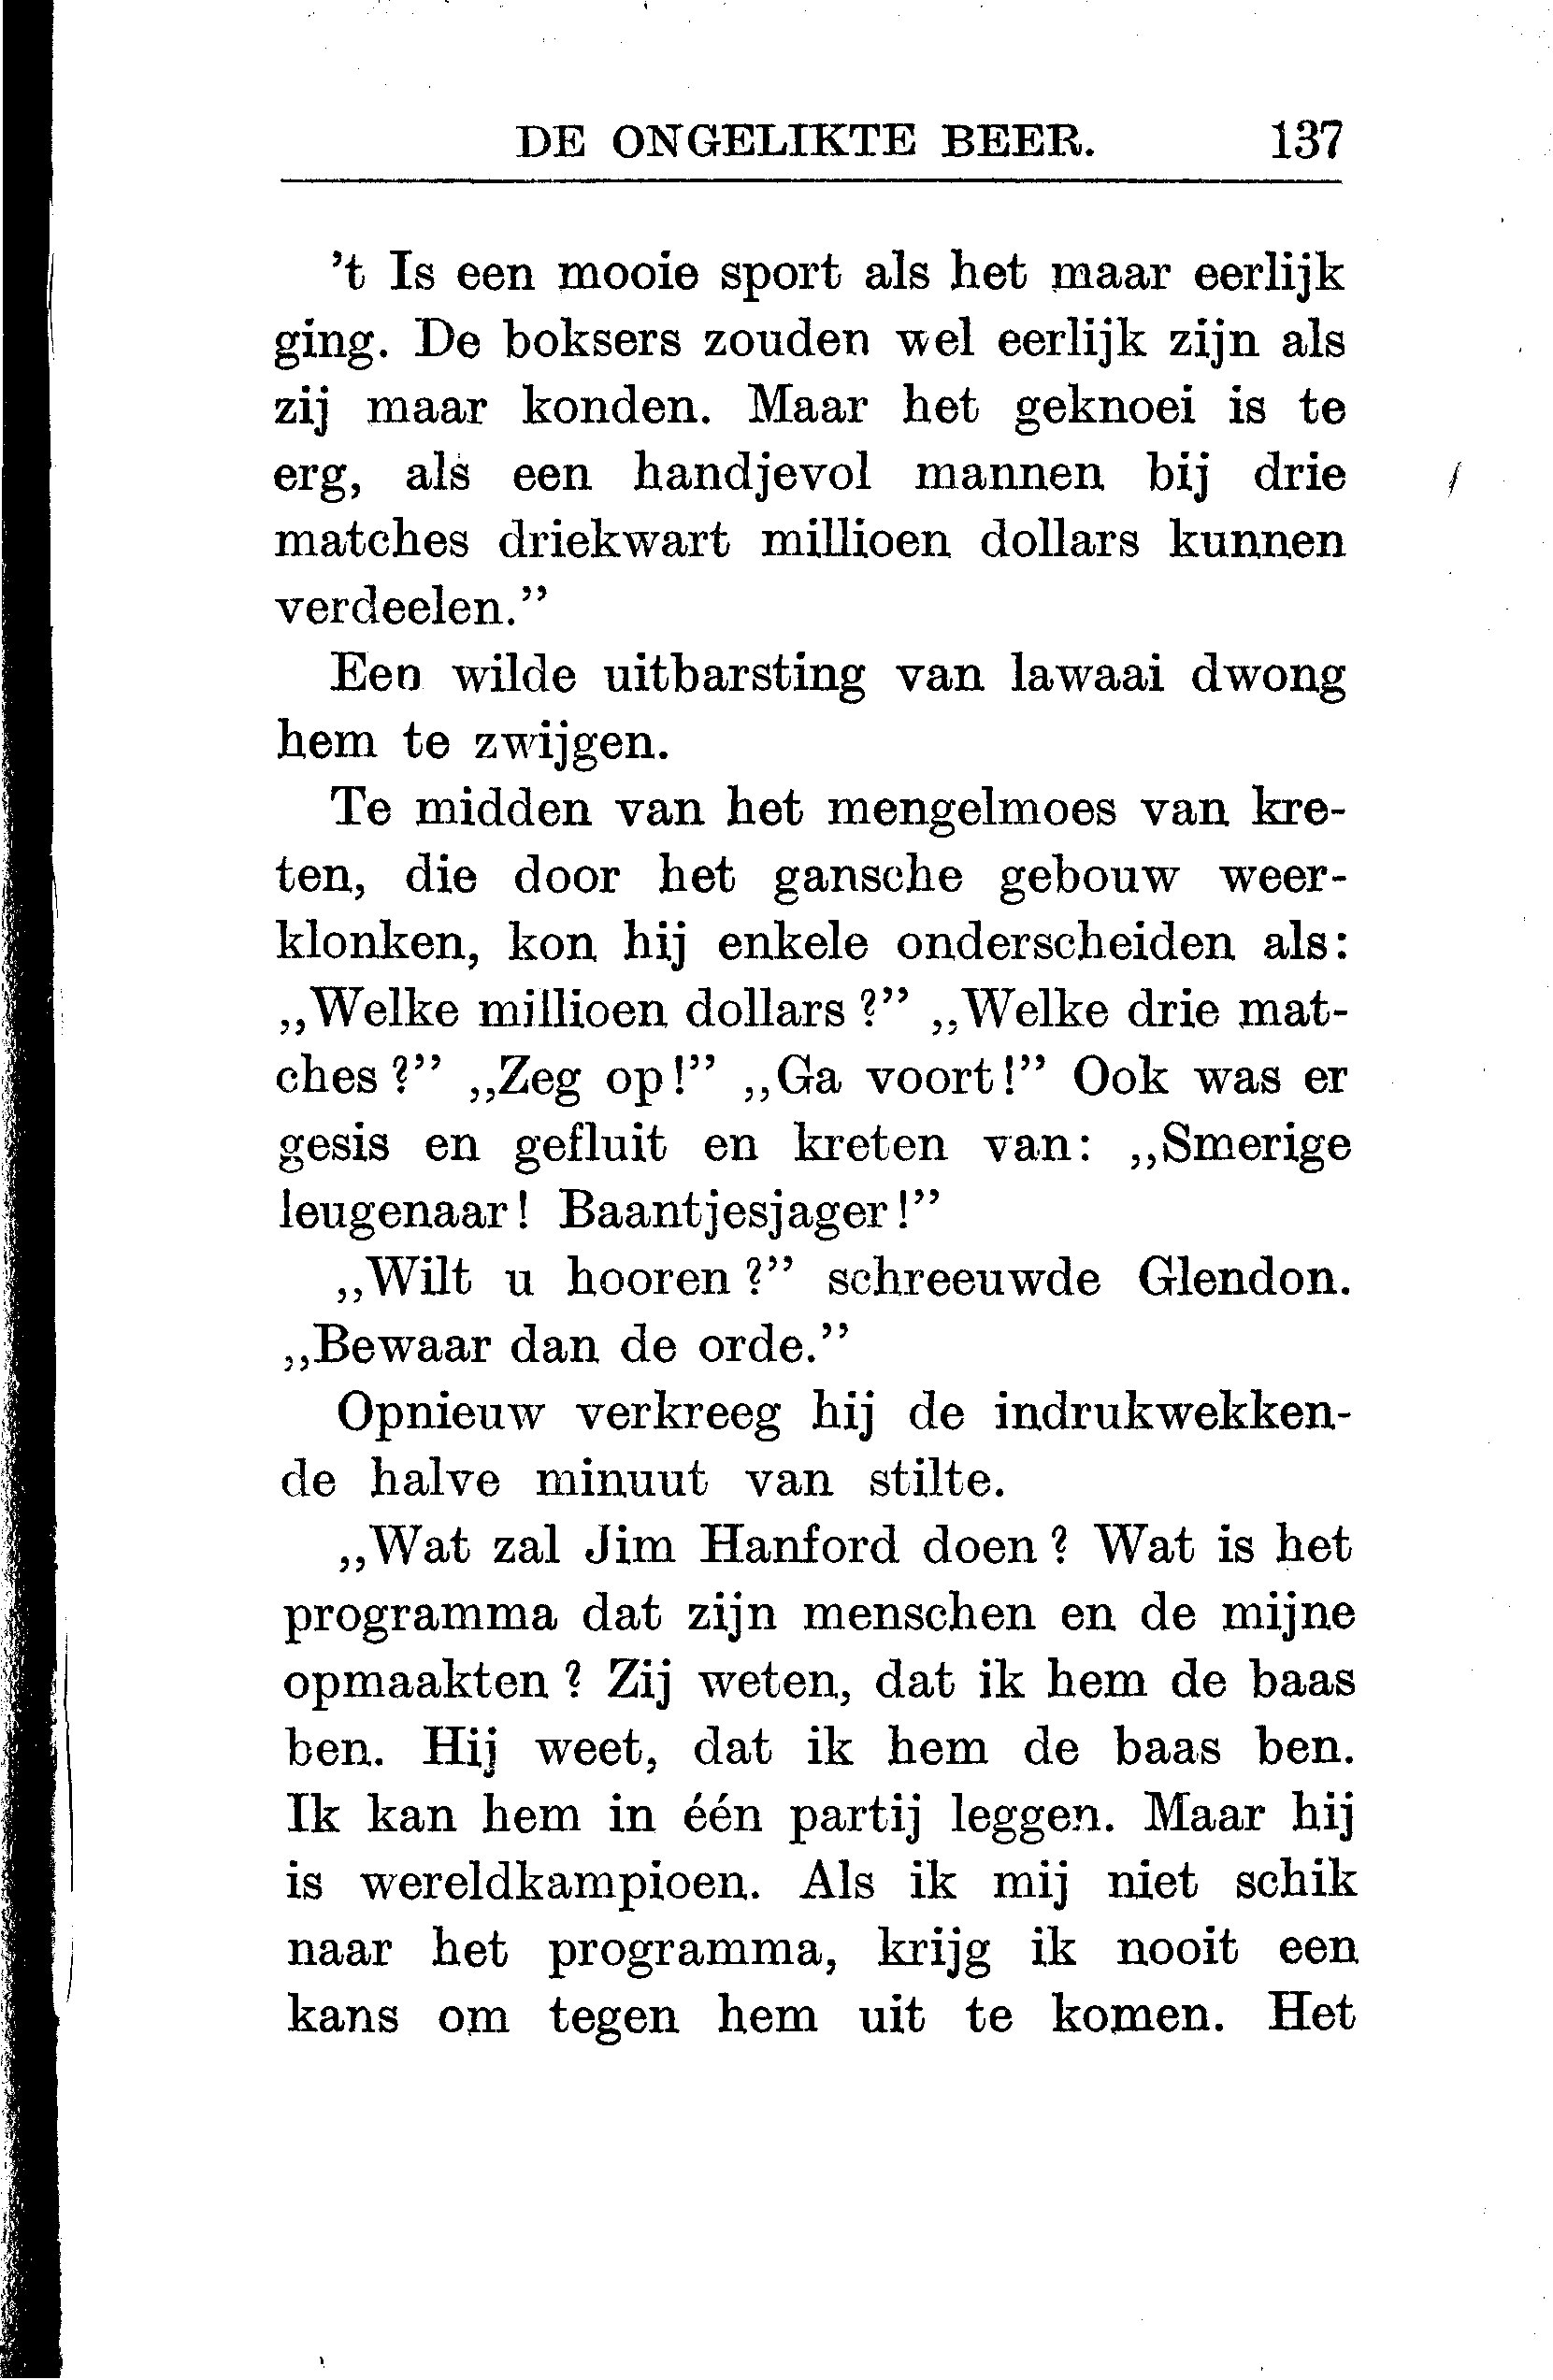 DE ONGELIKTE BEER. 137
’t Is een mooie sport als het maar eerlijk
ging. De boksers zouden wel eerlijk zijn als
zij maar konden. Maar het geknoei is te
erg, als een handjevol mannen bij drie
matches driekwart millioen dollars kunnen
verdeelen.”
Een wilde uitbarsting van lawaai dwong
hem te zwijgen.
Te midden van het mengelmoes van kre-
ten, die door het gansche gebouw weer-
klonken, kon hij enkele onderscheiden als:
„Welke millioen dollars?” „Welke drie mat-
ches?” „Zeg op!” „Ga voort!” Ook was er
gesis en gefluit en kreten van: „Smerige
leugenaar! Baantjesjager!”
„Wilt u hooren?” schreeuwde Glendon.
„Bewaar dan de orde.”
Opnieuw verkreeg hij de indrukwekken-
de halve minuut van stilte.
„Wat zal Jim Hanford doen? Wat is het
programma dat zijn menschen en de mijne
opmaakten? Zij weten, dat ik hem de baas
ben. Hij weet, dat ik hem de baas ben.
Ik kan hem in één partij leggen. Maar hij
is wereldkampioen. Als ik mij niet schik
naar het programma, krijg ik nooit een
kans om tegen hem uit te komen. Het